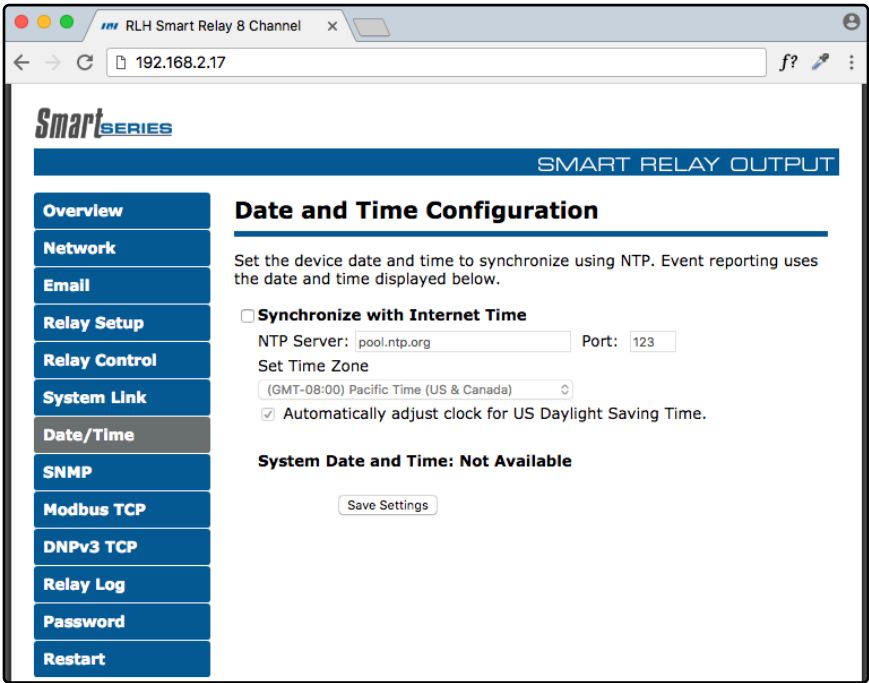 RLH Smart Relay 8 Channel
192.168.2.17
f?
Smart SERIES
SMART RELAY OUTPUT
Overview
Network
Email
Relay Setup
Relay Control
System Link
Date/Time
SNMP
Modbus TCP
DNPv3 TCP
Relay Log
Password
Restart
Date and Time Configuration
Set the device date and time to synchronize using NTP. Event reporting uses
the date and time displayed below.
Synchronize with Internet Time
NTP Server: pool.ntp.org Port: 123
Set Time Zone
(GMT-08:00) Pacific Time (US & Canada)
Automatically adjust clock for US Daylight Saving Time.
System Date and Time: Not Available
Save Settings